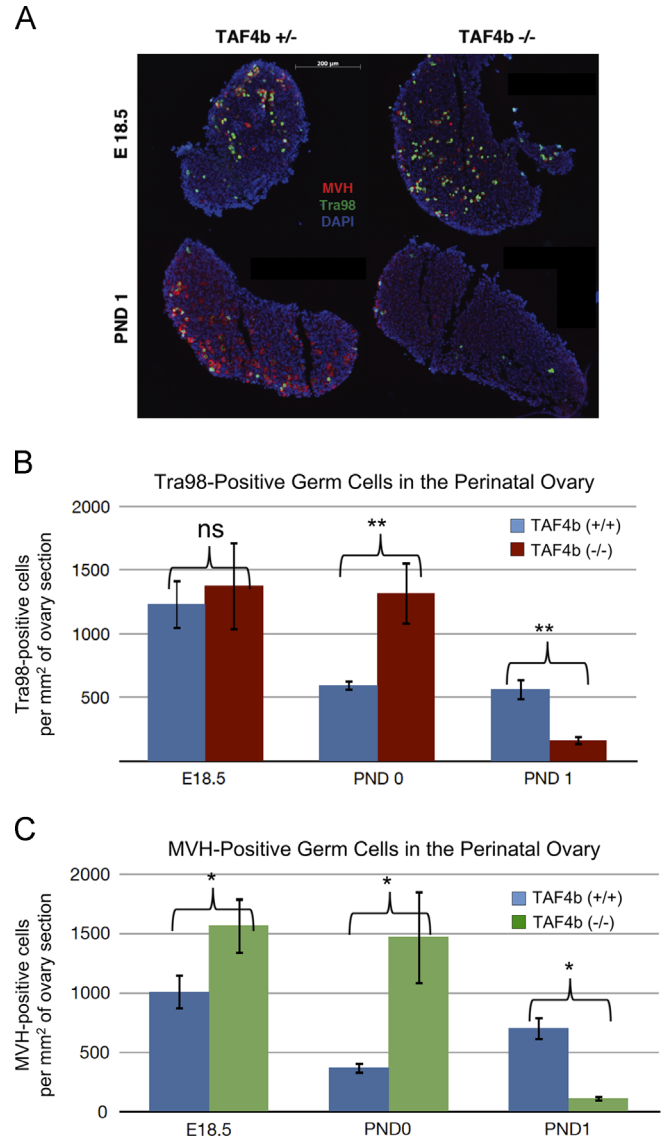 A
TAF4b +/-
TAF4b -/-
200 µm
E 18.5
MVH
Tra98
DAPI
PND 1
B
Tra98-Positive Germ Cells in the Perinatal Ovary
Tra98-positive cells
per mm² of ovary section
2000
1500
1000
500
ns
**
**
TAF4b (+/+)
TAF4b (-/-)
E18.5
PND 0
PND 1
C
MVH-Positive Germ Cells in the Perinatal Ovary
MVH-positive cells
per mm² of ovary section
2000
1500
1000
500
0
*
*
*
TAF4b (+/+)
TAF4b (-/-)
E18.5
PND0
PND1